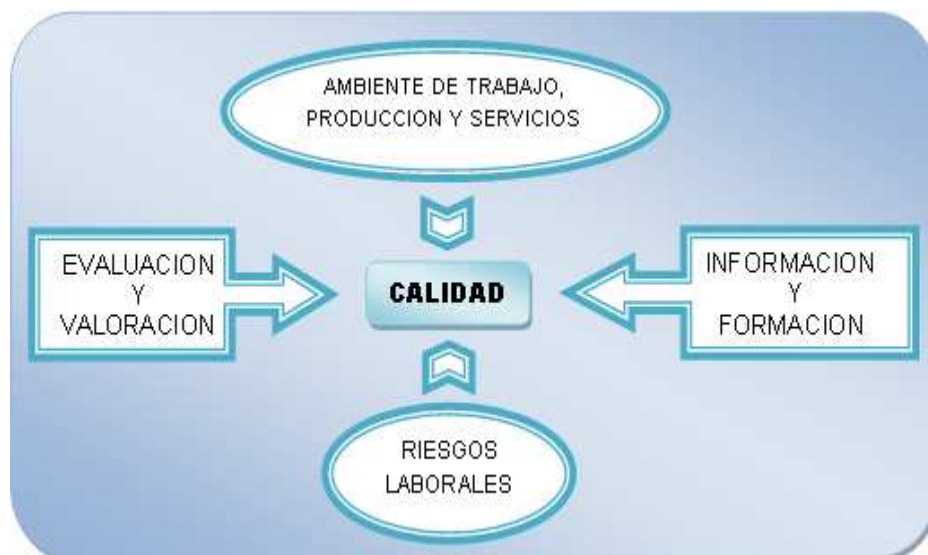 AMBIENTE DE TRABAJO,
PRODUCCION Y SERVICIOS
EVALUACION
Y
VALORACION
CALIDAD
INFORMACION
Y
FORMACION
RIESGOS
LABORALES